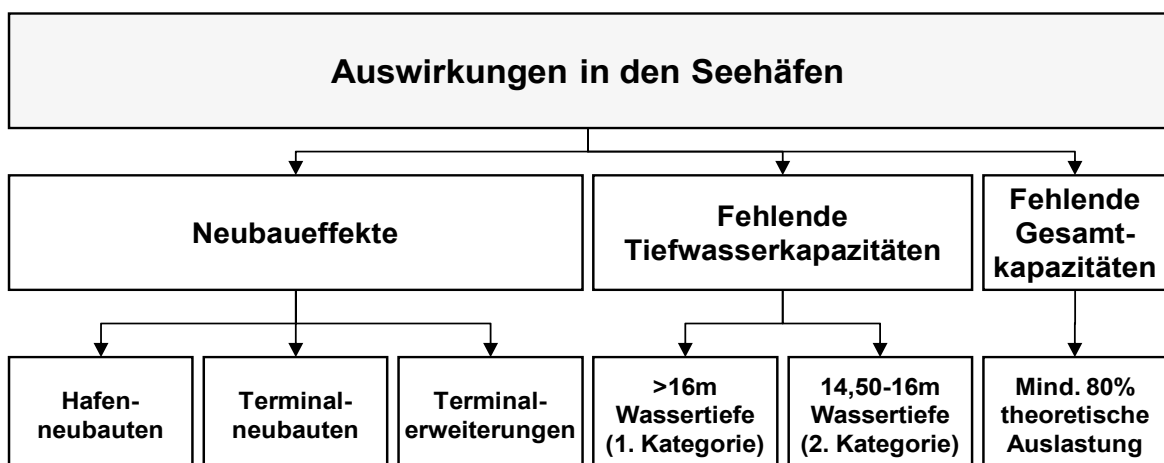 Auswirkungen in den Seehäfen
Neubaueffekte
Fehlende
Tiefwasserkapazitäten
Fehlende
Gesamt-
kapazitäten
Hafen-
neubauten
Terminal-
neubauten
Terminal-
erweiterungen
>16m
Wassertiefe
(1. Kategorie)
14,50-16m
Wassertiefe
(2. Kategorie)
Mind. 80%
theoretische
Auslastung